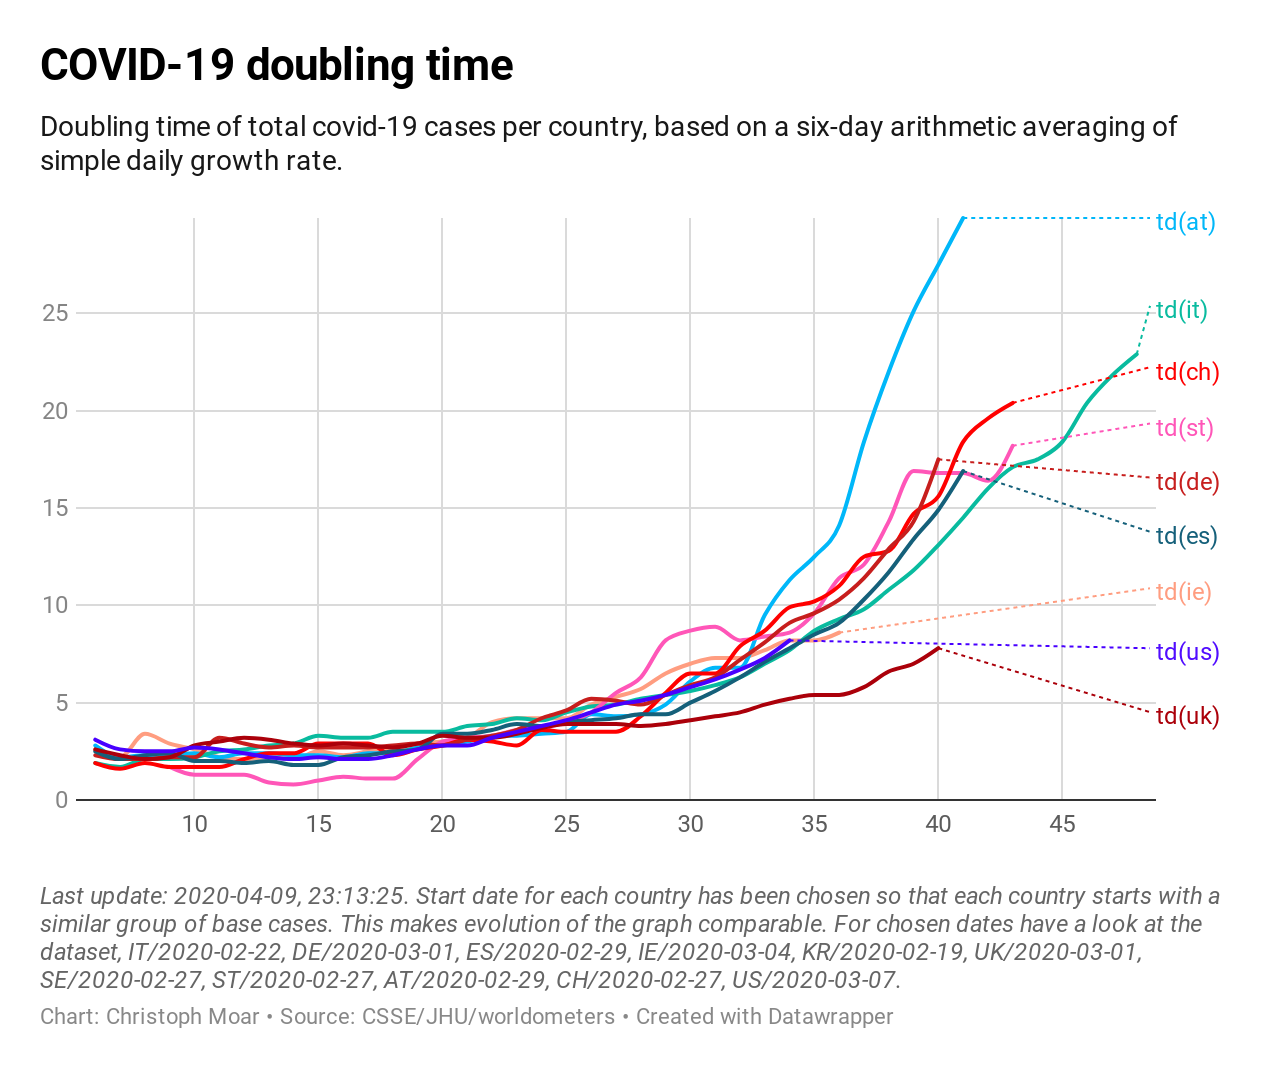 COVID-19 doubling time
Doubling time of total covid-19 cases per country, based on a six-day arithmetic averaging of
simple daily growth rate.
td(at)
25
td(it)
td(ch)
20
td(st)
td(de)
15
td(es)
10
td(ie)
td(us)
5
td(uk)
0
10 15 20 25 30 35 40 45
Last update: 2020-04-09, 23:13:25. Start date for each country has been chosen so that each country starts with a
similar group of base cases. This makes evolution of the graph comparable. For chosen dates have a look at the
dataset, IT/2020-02-22, DE/2020-03-01, ES/2020-02-29, IE/2020-03-04, KR/2020-02-19, UK/2020-03-01,
SE/2020-02-27, ST/2020-02-27, AT/2020-02-29, CH/2020-02-27, US/2020-03-07.
Chart: Christoph Moar • Source: CSSE/JHU/worldometers • Created with Datawrapper